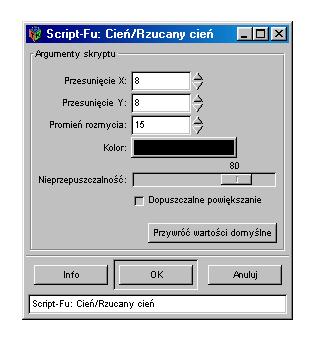 Script-Fu: Cień/Rzucany cień
Argumenty skryptu
Przesunięcie X: 8
Przesunięcie Y: 8
Promień rozmycia: 15
Kolor:
80
Nieprzepuszczalność:
Dopuszczalne powiększanie
Przywróć wartości domyślne
Info OK Anuluj
Script-Fu: Cień/Rzucany cień